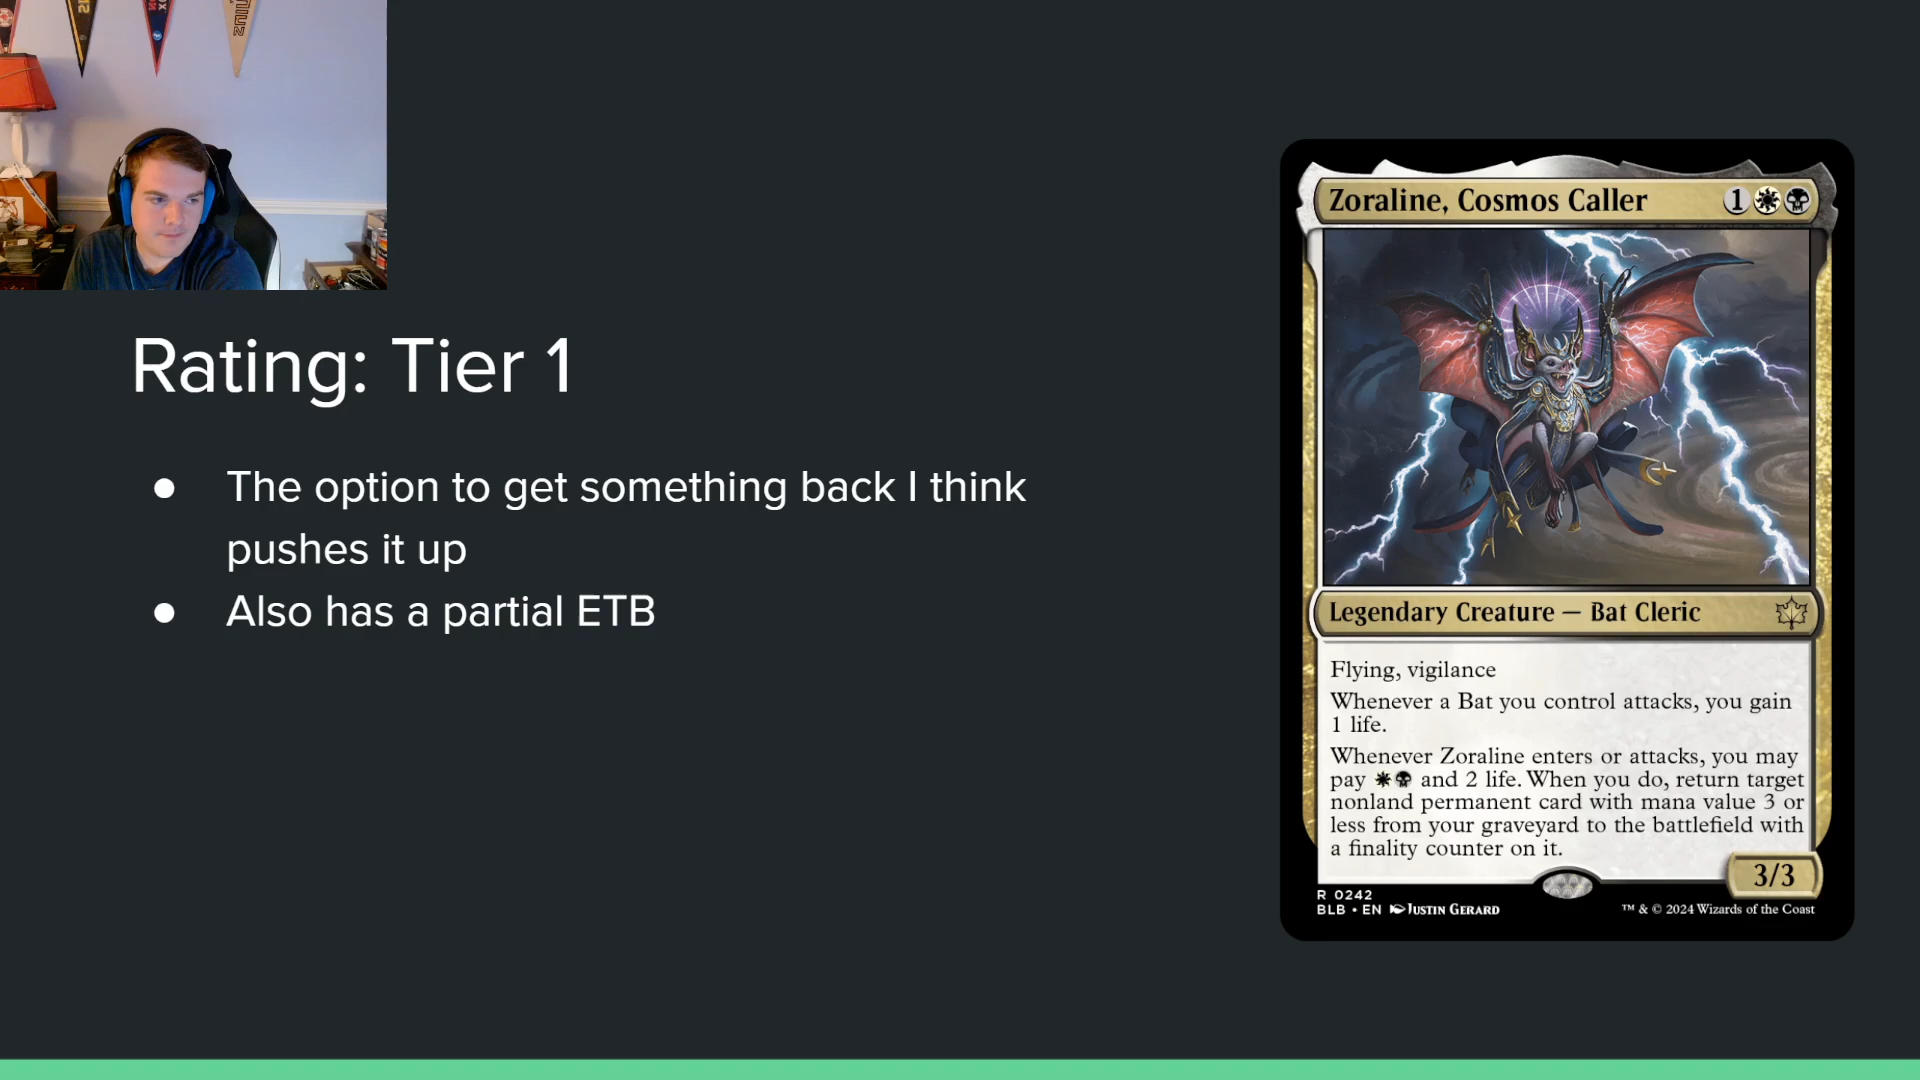 Rating: Tier 1
● The option to get something back I think
pushes it up
● Also has a partial ETB
Zoraline, Cosmos Caller 1
Legendary Creature — Bat Cleric
Flying, vigilance
Whenever a Bat you control attacks, you gain
1 life.
Whenever Zoraline enters or attacks, you may
pay and 2 life. When you do, return target
nonland permanent card with mana value 3 or
less from your graveyard to the battlefield with
a finality counter on it.
3/3
R 0242
BLB • EN Justin Gerard
™ & © 2024 Wizards of the Coast